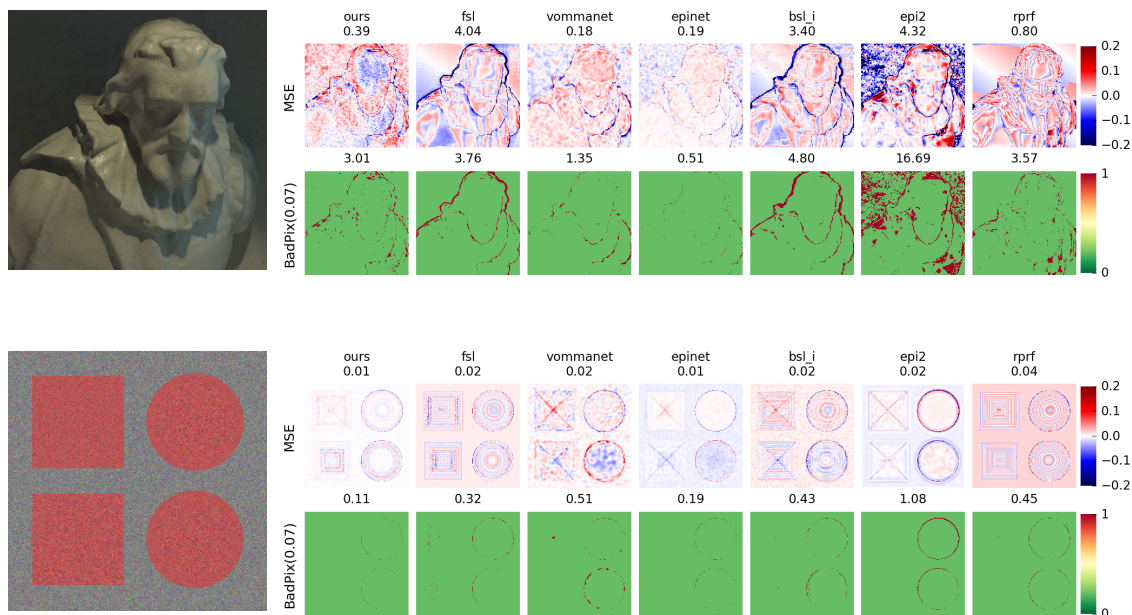 ours fsl vommanet epinet bsl_i epi2 rprf
0.39 4.04 0.18 0.19 3.40 4.32 0.80
MSE
0.2
0.1
0.0
−0.1
−0.2
3.01 3.76 1.35 0.51 4.80 16.69 3.57
BadPix(0.07)
1
0
ours fsl vommanet epinet bsl_i epi2 rprf
0.01 0.02 0.02 0.01 0.02 0.02 0.04
MSE
0.2
0.1
0.0
−0.1
−0.2
0.11 0.32 0.51 0.19 0.43 1.08 0.45
BadPix(0.07)
1
0